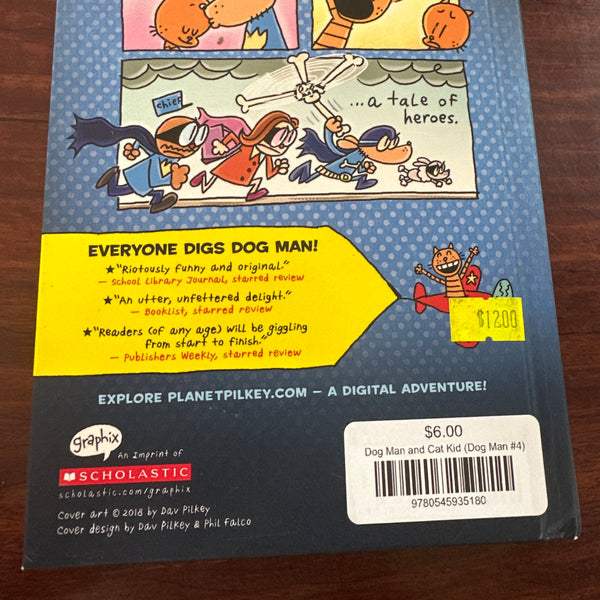 chief
...a tale of
heroes.
EVERYONE DIGS DOG MAN!
★"Riotously funny and original."
— School Library Journal, starred review
★"An utter, unfettered delight."
— Booklist, starred review
★"Readers (of any age) will be giggling
from start to finish."
— Publishers Weekly, starred review
$12.00
EXPLORE PLANETPILKEY.COM — A DIGITAL ADVENTURE!
graphix
An Imprint of
SCHOLASTIC
scholastic.com/graphix
Cover art © 2018 by Dav Pilkey
Cover design by Dav Pilkey & Phil Falco
$6.00
Dog Man and Cat Kid (Dog Man #4)
9780545935180